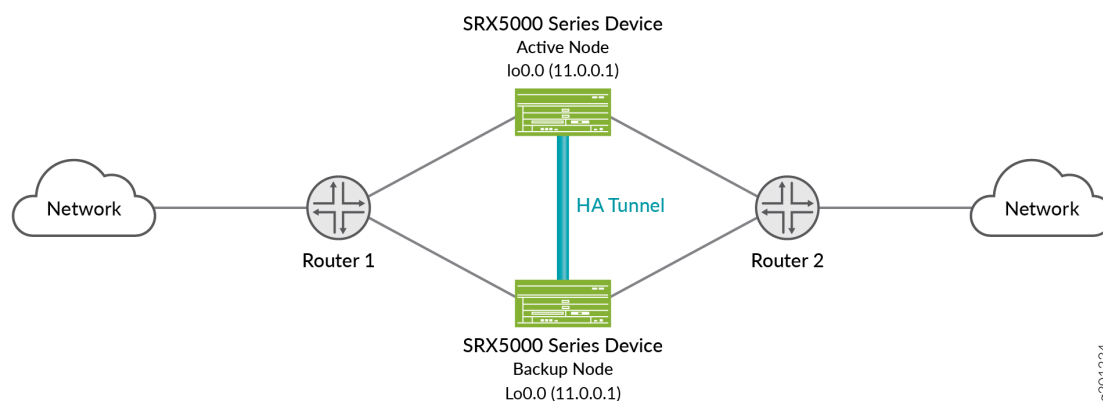 SRX5000 Series Device
Active Node
lo0.0 (11.0.0.1)
Network
HA Tunnel
Network
Router 1
Router 2
SRX5000 Series Device
Backup Node
Lo0.0 (11.0.0.1)